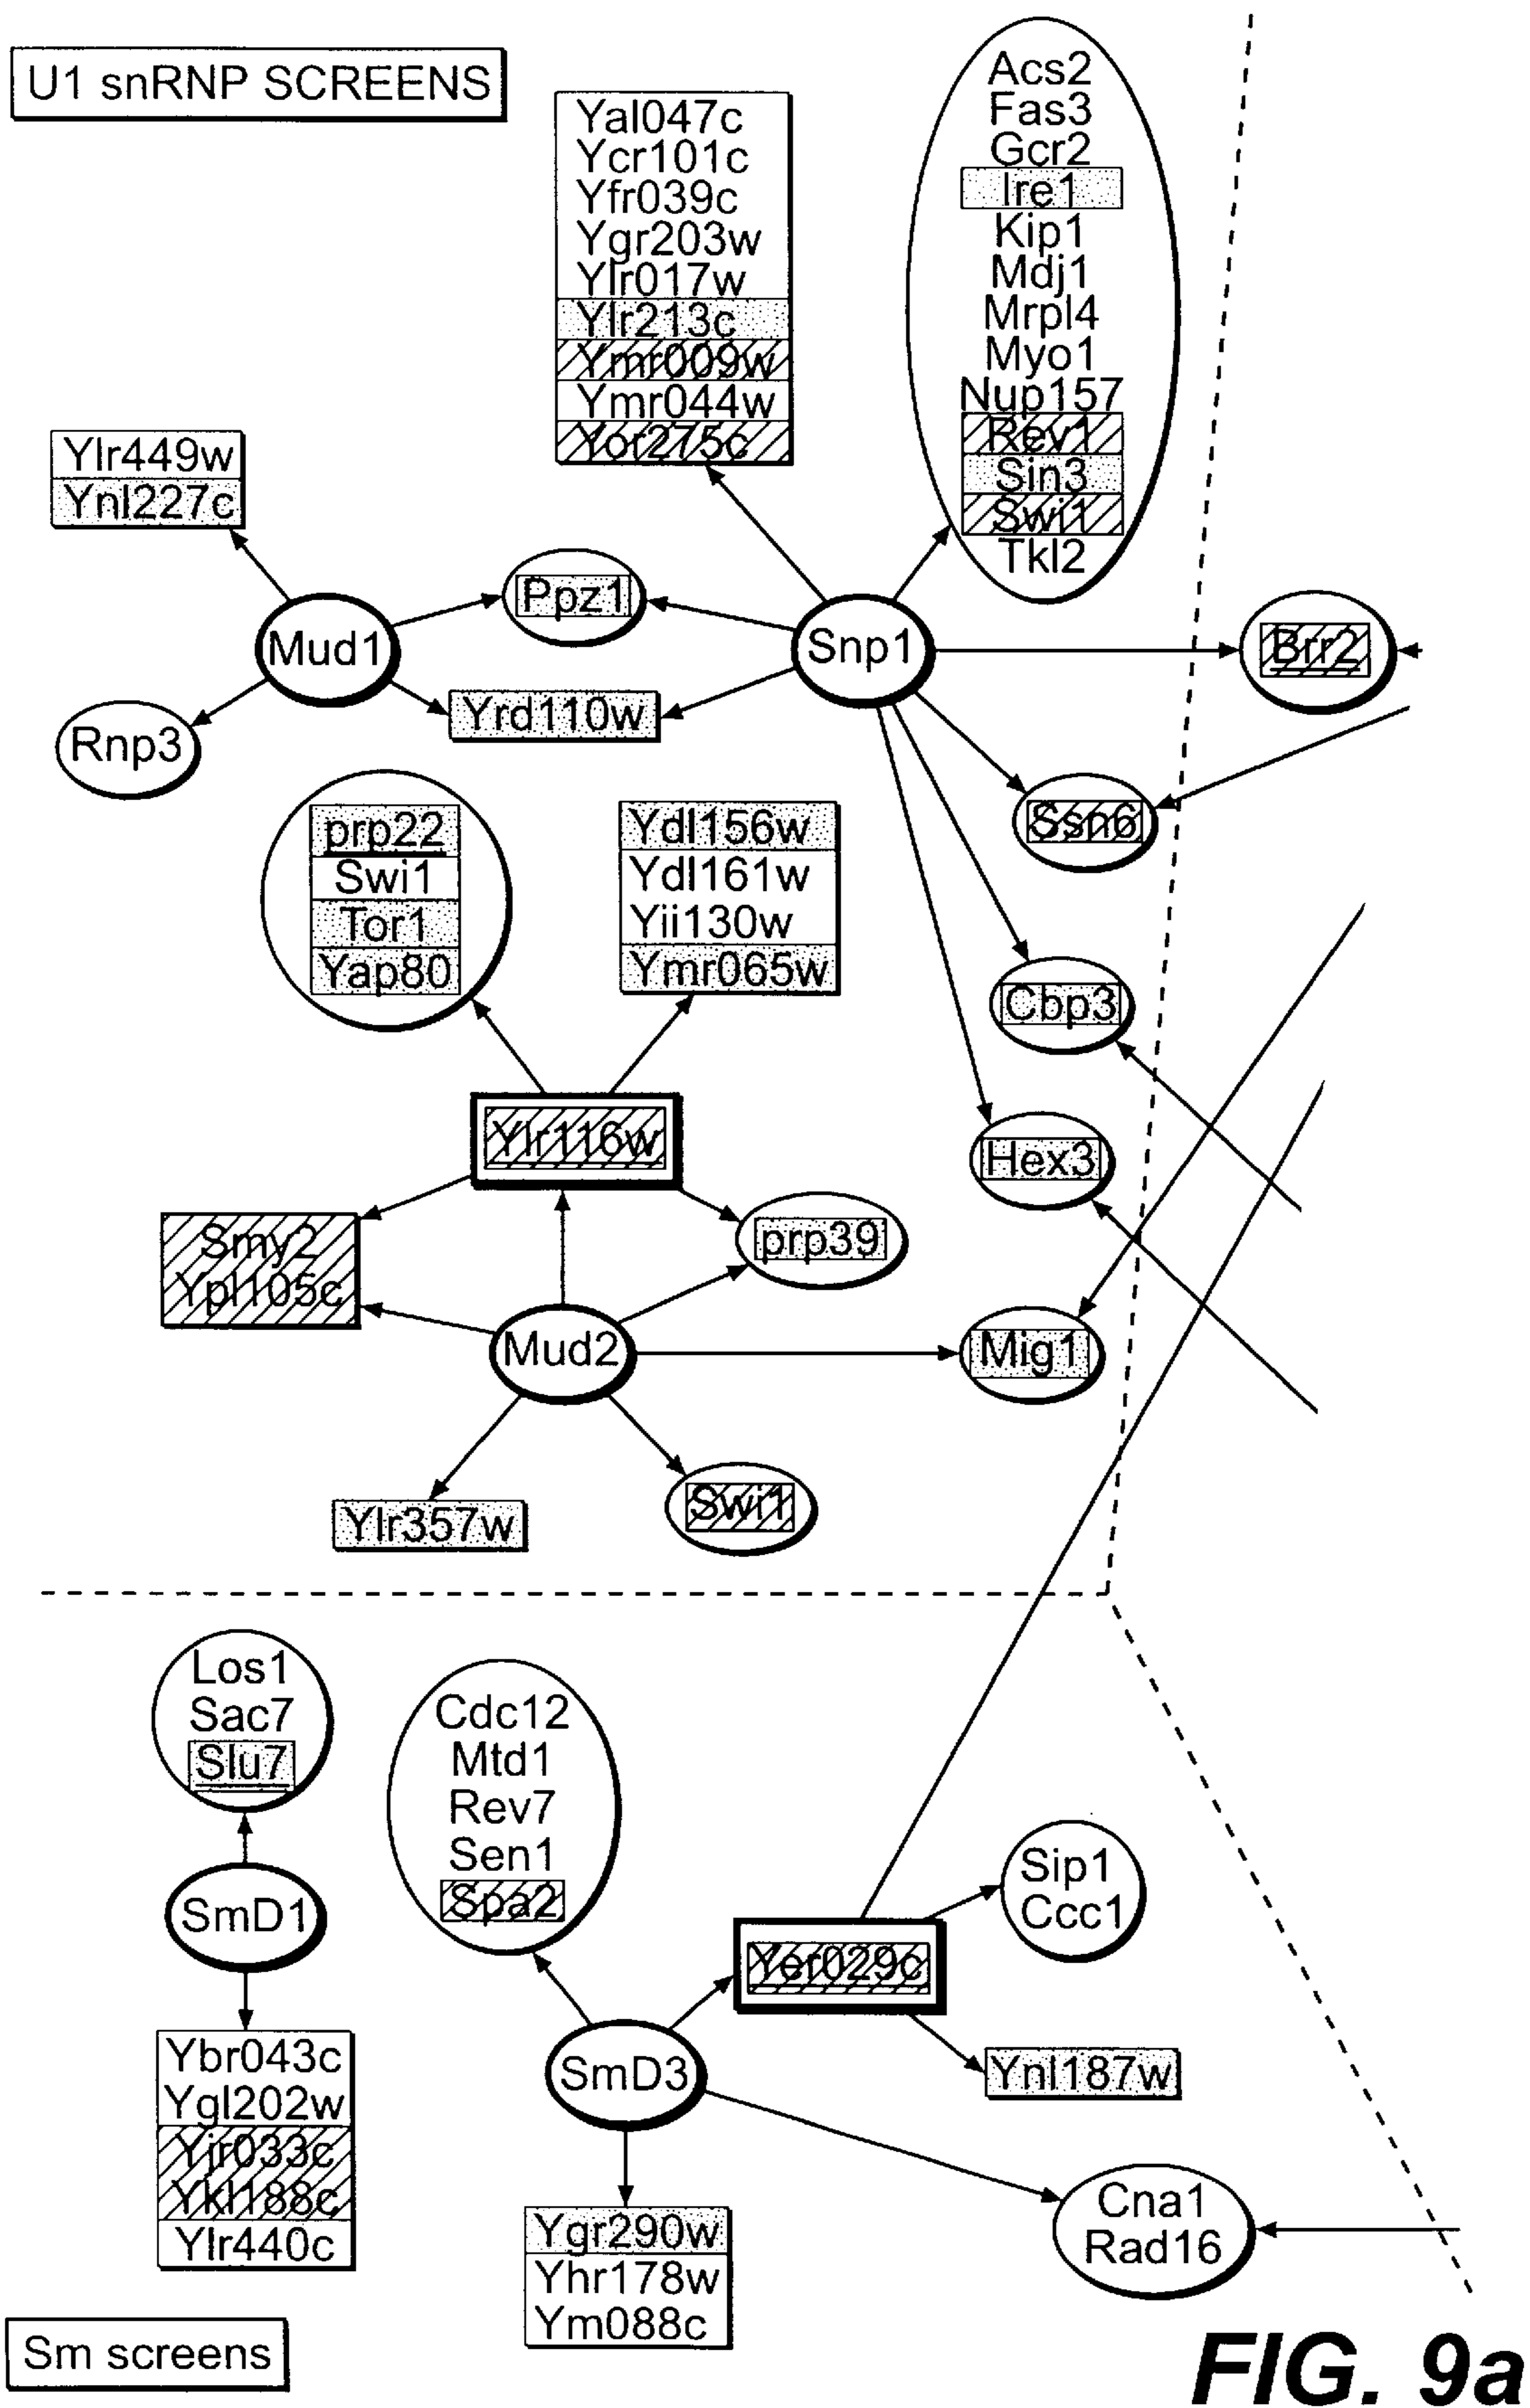 U1 snRNP SCREENS
Yal047c
Ycr101c
Yfr039c
Ygr203w
Ylr017w
Ylr213c
Ymr009w
Ymr044w
Yor275c
Acs2
Fas3
Gcr2
Ire1
Kip1
Mdj1
Mrpl4
Myo1
Nup157
Rev1
Sin3
Swi1
Tkl2
Ylr449w
Ynl227c
Ppz1
Mud1
Snp1
Brr2
Yrd110w
Rnp3
Ssn6
prp22
Swi1
Tor1
Yap80
Ydl156w
Ydl161w
Yii130w
Ymr065w
Cbp3
Ylr116w
Hex3
Smy2
Ypl105c
prp39
Mud2
Mig1
Ylr357w
Swi1
Los1
Sac7
Slu7
Cdc12
Mtd1
Rev7
Sen1
Spa2
Sip1
Ccc1
SmD1
Yer029c
SmD3
Ynl187w
Ybr043c
Ygl202w
Yjr033c
Ykl188c
Ylr440c
Ygr290w
Yhr178w
Ym088c
Cna1
Rad16
Sm screens
FIG. 9a